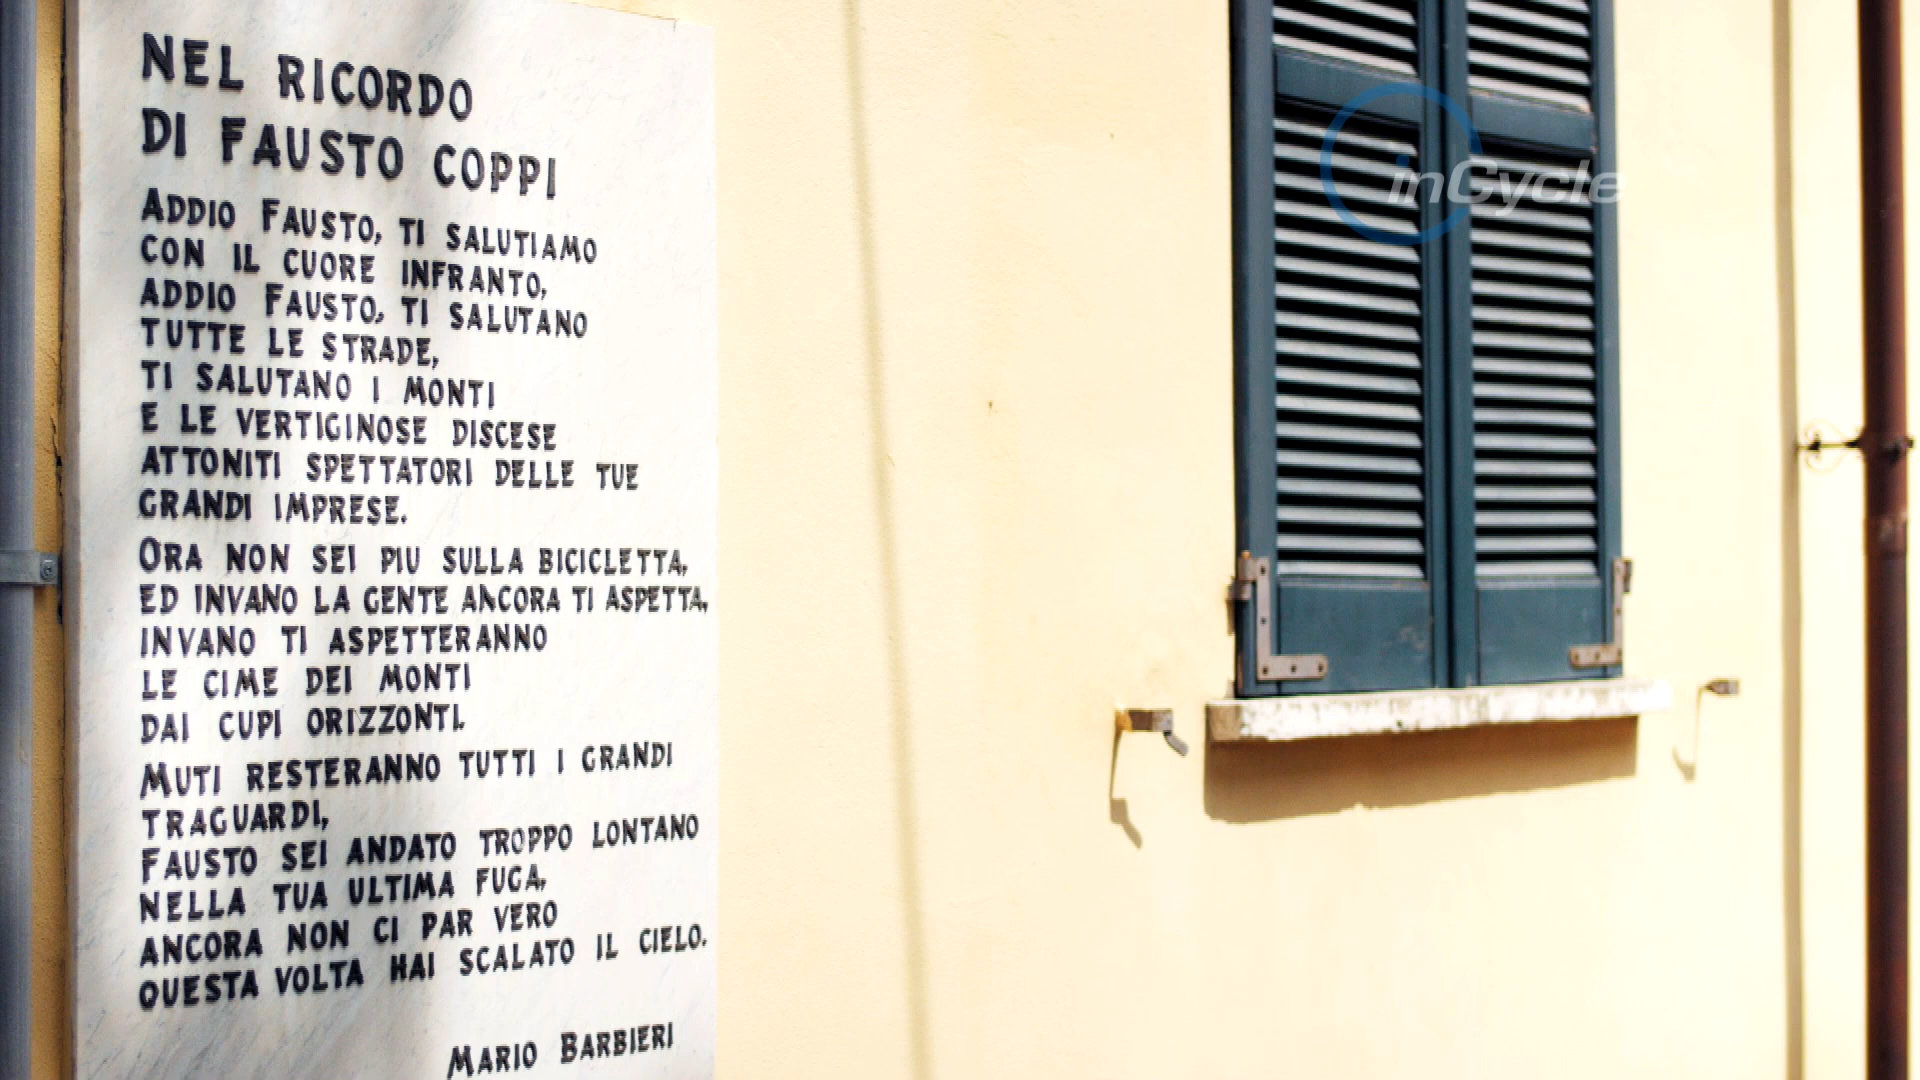 NEL RICORDO
DI FAUSTO COPPI
ADDIO FAUSTO, TI SALUTIAMO
CON IL CUORE INFRANTO,
ADDIO FAUSTO, TI SALUTANO
TUTTE LE STRADE,
TI SALUTANO I MONTI
E LE VERTIGINOSE DISCESE
ATTONITI SPETTATORI DELLE TUE
GRANDI IMPRESE.
ORA NON SEI PIU SULLA BICICLETTA,
ED INVANO LA GENTE ANCORA TI ASPETTA,
INVANO TI ASPETTERANNO
LE CIME DEI MONTI
DAI CUPI ORIZZONTI.
MUTI RESTERANNO TUTTI I GRANDI
TRAGUARDI,
FAUSTO SEI ANDATO TROPPO LONTANO
NELLA TUA ULTIMA FUGA,
ANCORA NON CI PAR VERO
QUESTA VOLTA HAI SCALATO IL CIELO.
MARIO BARBIERI
inCycle